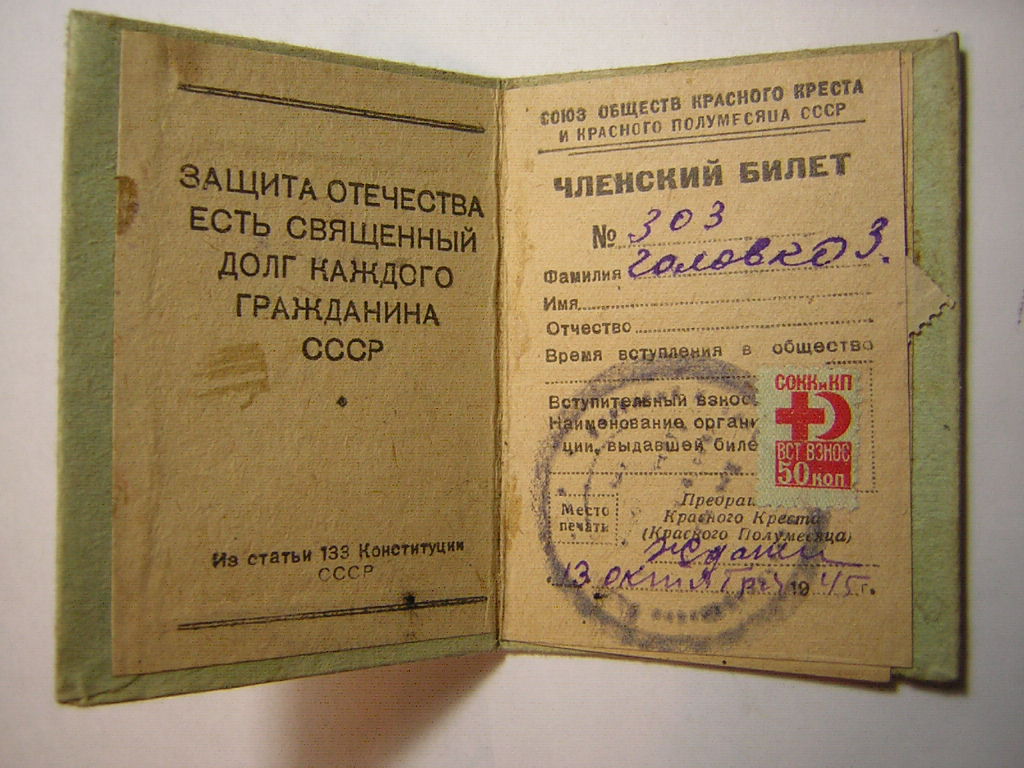 ЗАЩИТА ОТЕЧЕСТВА
ЕСТЬ СВЯЩЕННЫЙ
ДОЛГ КАЖДОГО
ГРАЖДАНИНА
СССР
Из статьи 133 Конституции
СССР
СОЮЗ ОБЩЕСТВ КРАСНОГО КРЕСТА
И КРАСНОГО ПОЛУМЕСЯЦА СССР
ЧЛЕНСКИЙ БИЛЕТ
№ 303
Фамилия Головко З.
Имя
Отчество
Время вступления в общество
Вступительный взнос
Наименование органи
ции, выдавшей биле
СОКК и КП
ВСТ ВЗНОС
50 КОП
Место
печати
Предра
Красного Креста
(Красного Полумесяца)
13 октября 1945 г.